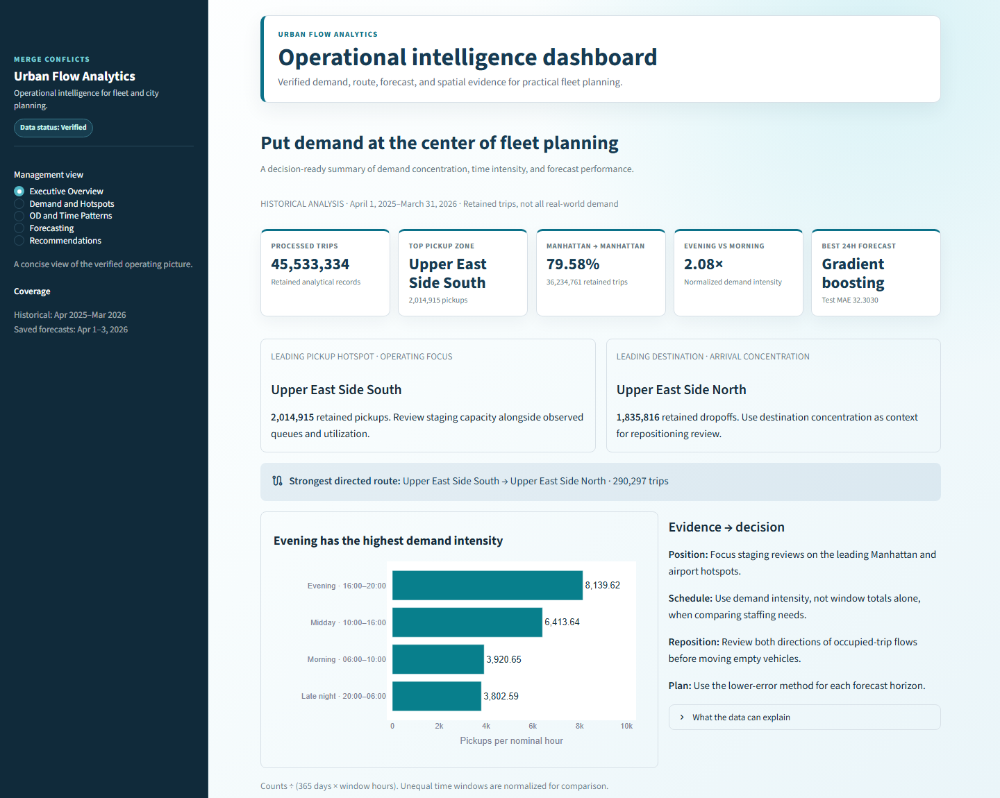 MERGE CONFLICTS
Urban Flow Analytics
Operational intelligence for fleet and city
planning.
Data status: Verified
Management view
Executive Overview
Demand and Hotspots
OD and Time Patterns
Forecasting
Recommendations
A concise view of the verified operating picture.
Coverage
Historical: Apr 2025–Mar 2026
Saved forecasts: Apr 1–3, 2026
URBAN FLOW ANALYTICS
Operational intelligence dashboard
Verified demand, route, forecast, and spatial evidence for practical fleet planning.
Put demand at the center of fleet planning
A decision-ready summary of demand concentration, time intensity, and forecast performance.
HISTORICAL ANALYSIS · April 1, 2025–March 31, 2026 · Retained trips, not all real-world demand
PROCESSED TRIPS
45,533,334
Retained analytical records
TOP PICKUP ZONE
Upper East
Side South
2,014,915 pickups
MANHATTAN → MANHATTAN
79.58%
36,234,761 retained trips
EVENING VS MORNING
2.08×
Normalized demand intensity
BEST 24H FORECAST
Gradient
boosting
Test MAE 32.3030
LEADING PICKUP HOTSPOT · OPERATING FOCUS
Upper East Side South
2,014,915 retained pickups. Review staging capacity alongside observed
queues and utilization.
LEADING DESTINATION · ARRIVAL CONCENTRATION
Upper East Side North
1,835,816 retained dropoffs. Use destination concentration as context
for repositioning review.
Strongest directed route: Upper East Side South → Upper East Side North · 290,297 trips
Evening has the highest demand intensity
Evening · 16:00–20:00 8,139.62
Midday · 10:00–16:00 6,413.64
Morning · 06:00–10:00 3,920.65
Late night · 20:00–06:00 3,802.59
0 2k 4k 6k 8k 10k
Pickups per nominal hour
Evidence → decision
Position: Focus staging reviews on the leading Manhattan and
airport hotspots.
Schedule: Use demand intensity, not window totals alone,
when comparing staffing needs.
Reposition: Review both directions of occupied-trip flows
before moving empty vehicles.
Plan: Use the lower-error method for each forecast horizon.
What the data can explain
Counts ÷ (365 days × window hours). Unequal time windows are normalized for comparison.